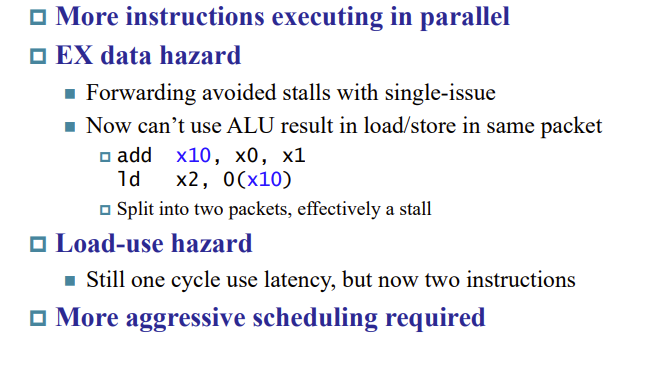 More instructions executing in parallel
EX data hazard
Forwarding avoided stalls with single-issue
Now can’t use ALU result in load/store in same packet
add x10, x0, x1
ld x2, 0(x10)
Split into two packets, effectively a stall
Load-use hazard
Still one cycle use latency, but now two instructions
More aggressive scheduling required